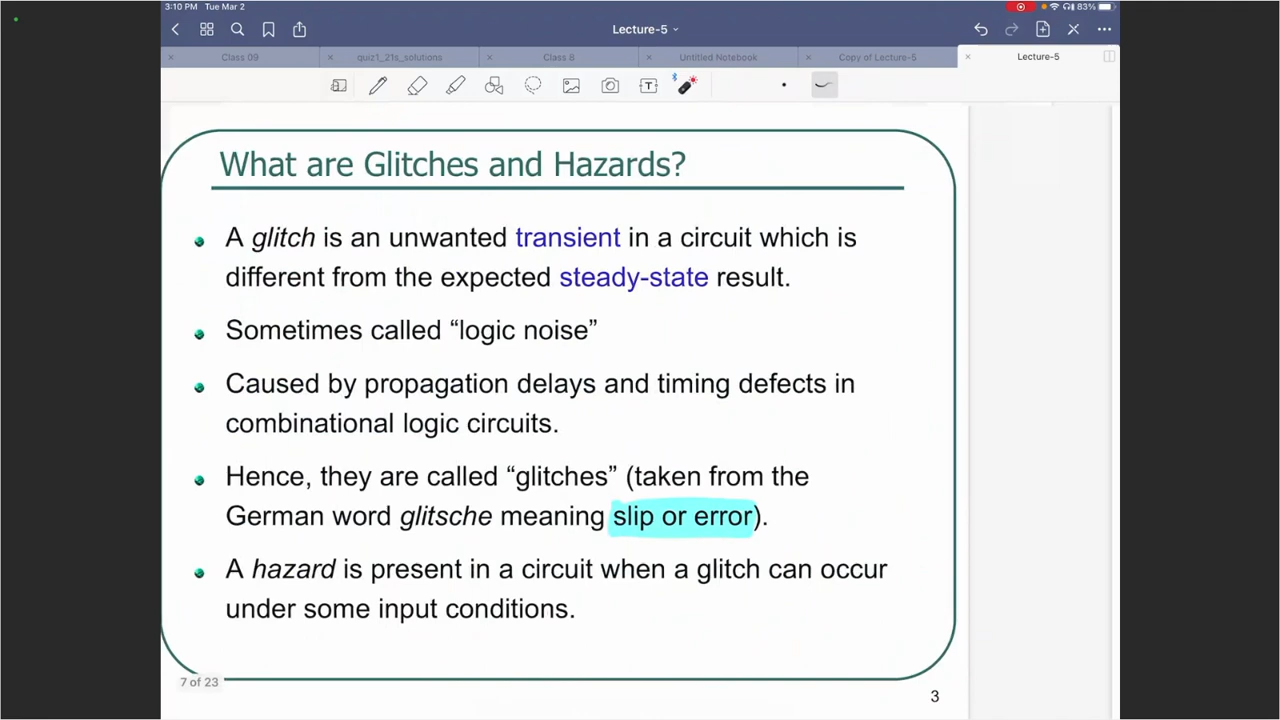 3:10 PM Tue Mar 2
83%
Lecture-5
Class 09
quiz1_21s_solutions
Class 8
Untitled Notebook
Copy of Lecture-5
Lecture-5
T
What are Glitches and Hazards?
A glitch is an unwanted transient in a circuit which is
different from the expected steady-state result.
Sometimes called “logic noise”
Caused by propagation delays and timing defects in
combinational logic circuits.
Hence, they are called “glitches” (taken from the
German word glitsche meaning slip or error).
A hazard is present in a circuit when a glitch can occur
under some input conditions.
7 of 23
3